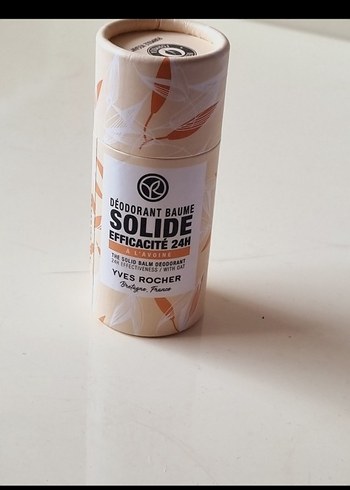 DÉODORANT BAUME
SOLIDE
EFFICACITÉ 24H
À L'AVOINE
THE SOLID BALM DEODORANT
24H EFFECTIVENESS / WITH OAT
YVES ROCHER
Bretagne, France